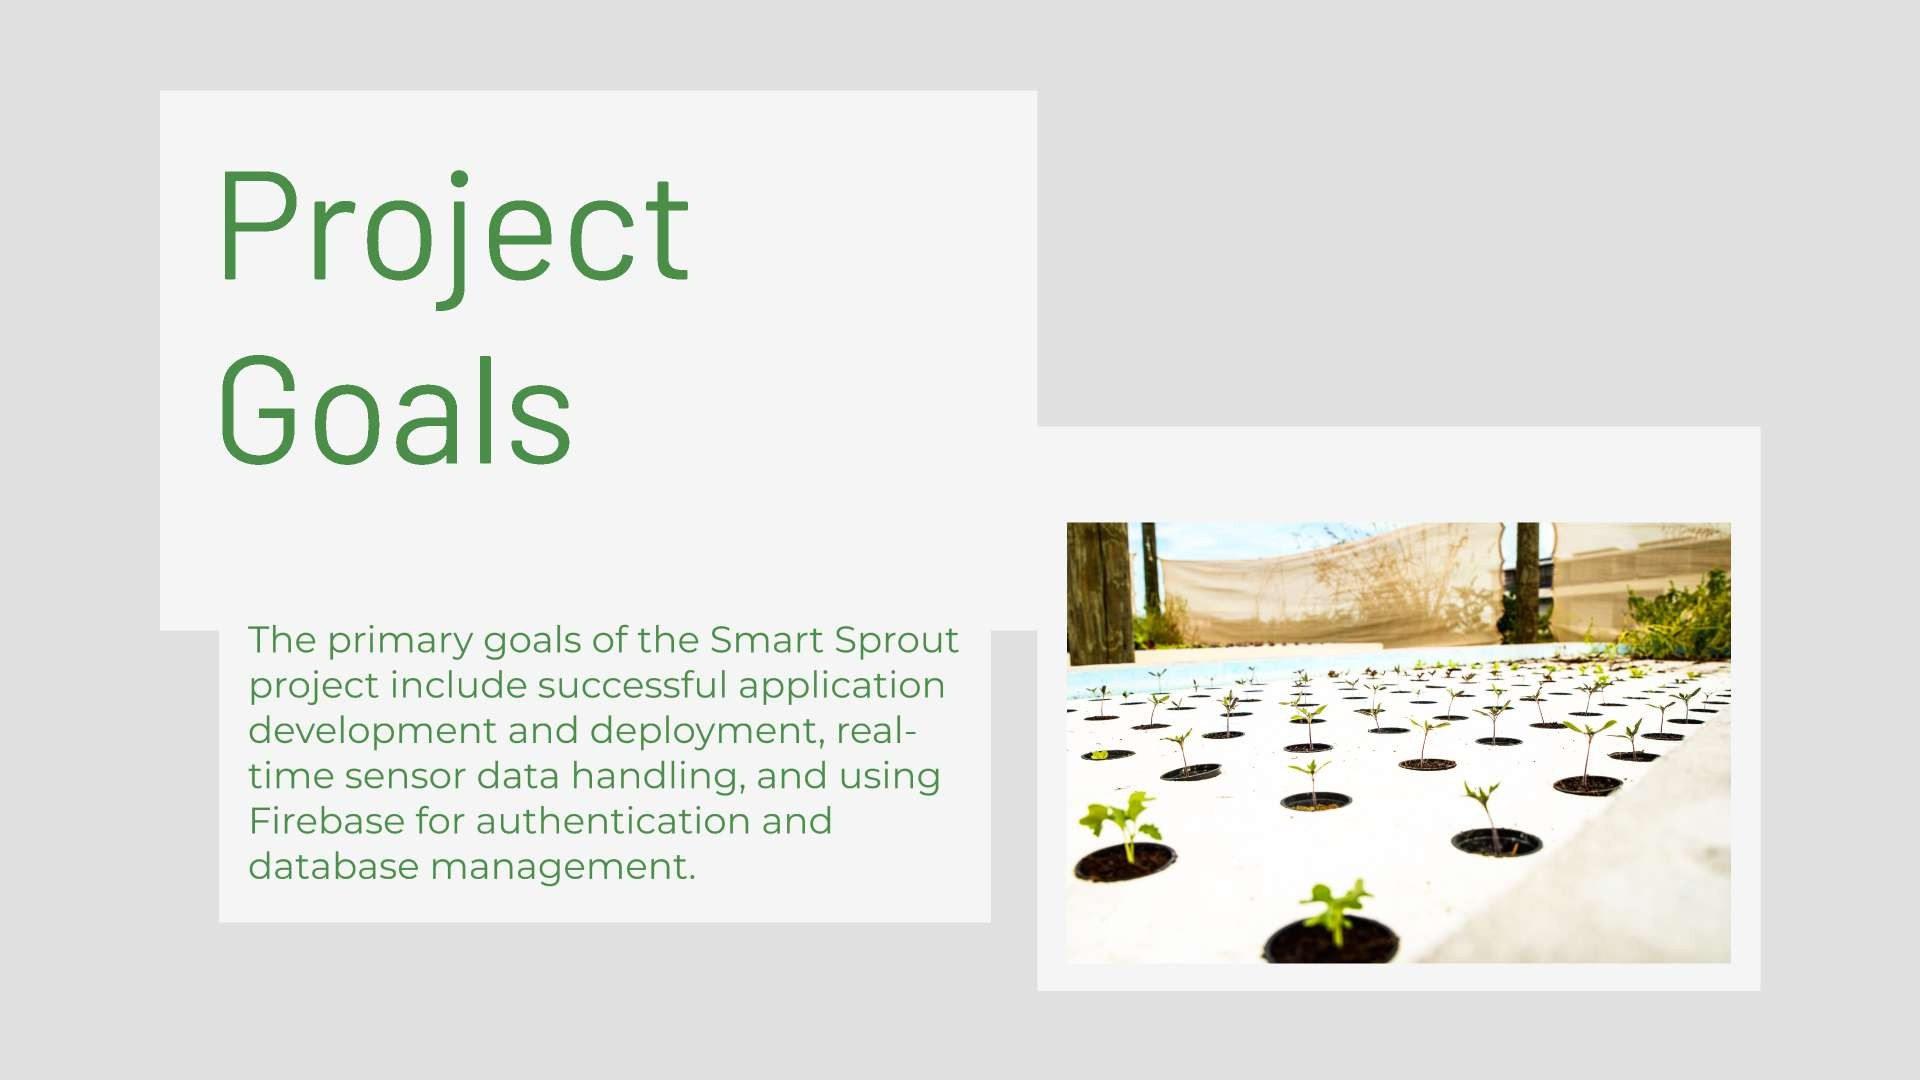 Project
Goals
The primary goals of the Smart Sprout
project include successful application
development and deployment, real-
time sensor data handling, and using
Firebase for authentication and
database management.